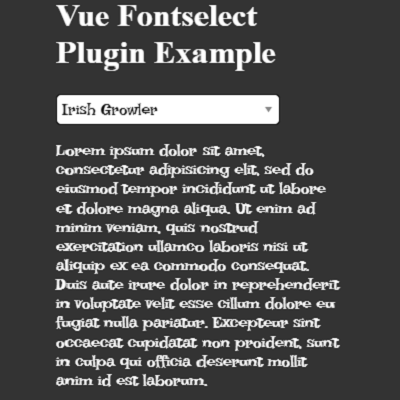 Vue Fontselect
Plugin Example
Irish Growler
Lorem ipsum dolor sit amet,
consectetur adipisicing elit, sed do
eiusmod tempor incididunt ut labore
et dolore magna aliqua. Ut enim ad
minim veniam, quis nostrud
exercitation ullamco laboris nisi ut
aliquip ex ea commodo consequat.
Duis aute irure dolor in reprehenderit
in voluptate velit esse cillum dolore eu
fugiat nulla pariatur. Excepteur sint
occaecat cupidatat non proident, sunt
in culpa qui officia deserunt mollit
anim id est laborum.